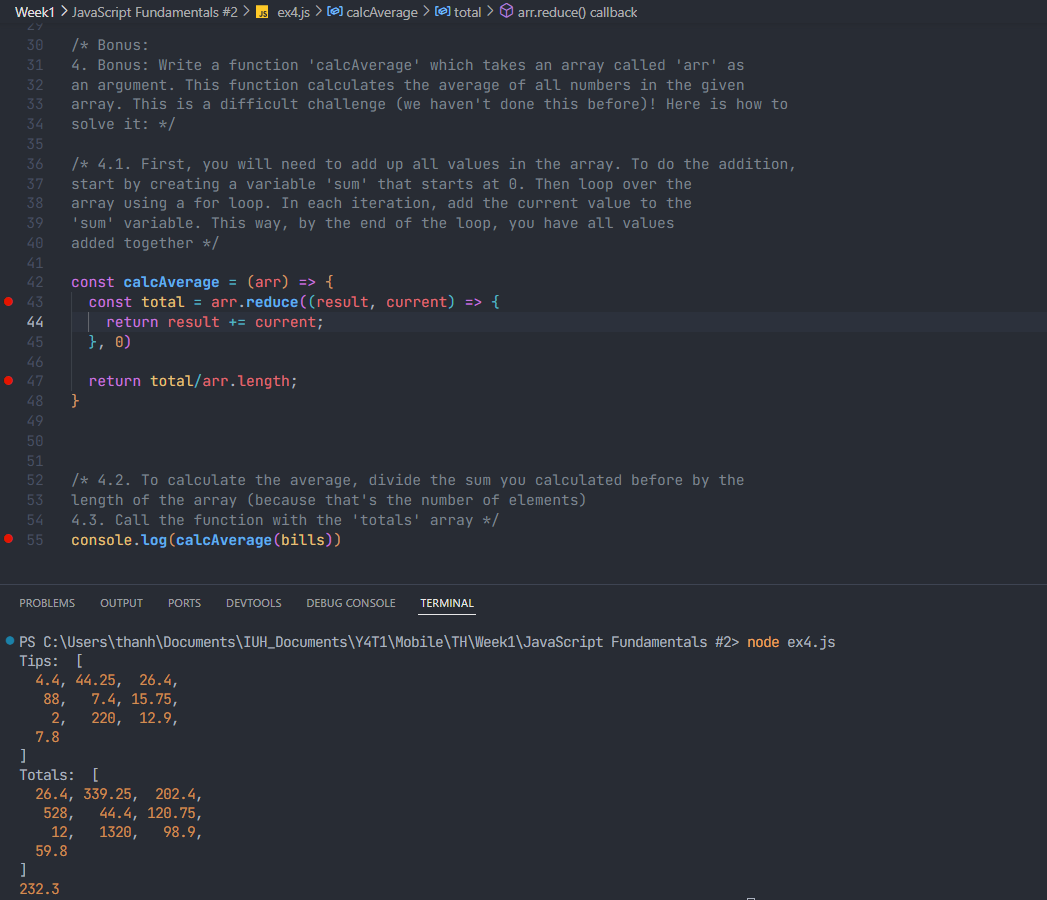 Week1 > JavaScript Fundamentals #2 > JS ex4.js > calcAverage > total > arr.reduce() callback
29
30 /* Bonus:
31 4. Bonus: Write a function 'calcAverage' which takes an array called 'arr' as
32 an argument. This function calculates the average of all numbers in the given
33 array. This is a difficult challenge (we haven't done this before)! Here is how to
34 solve it: */
35
36 /* 4.1. First, you will need to add up all values in the array. To do the addition,
37 start by creating a variable 'sum' that starts at 0. Then loop over the
38 array using a for loop. In each iteration, add the current value to the
39 'sum' variable. This way, by the end of the loop, you have all values
40 added together */
41
42 const calcAverage = (arr) => {
43   const total = arr.reduce((result, current) => {
44     return result += current;
45   }, 0)
46
47   return total/arr.length;
48 }
49
50
51
52 /* 4.2. To calculate the average, divide the sum you calculated before by the
53 length of the array (because that's the number of elements)
54 4.3. Call the function with the 'totals' array */
55 console.log(calcAverage(bills))
PROBLEMS OUTPUT PORTS DEVTOOLS DEBUG CONSOLE TERMINAL
PS C:\Users\thanh\Documents\IUH_Documents\Y4T1\Mobile\TH\Week1\JavaScript Fundamentals #2> node ex4.js
Tips:  [
  4.4, 44.25,  26.4,
   88,   7.4, 15.75,
    2,   220,  12.9,
  7.8
]
Totals:  [
  26.4, 339.25,  202.4,
   528,   44.4, 120.75,
    12,   1320,   98.9,
  59.8
]
232.3